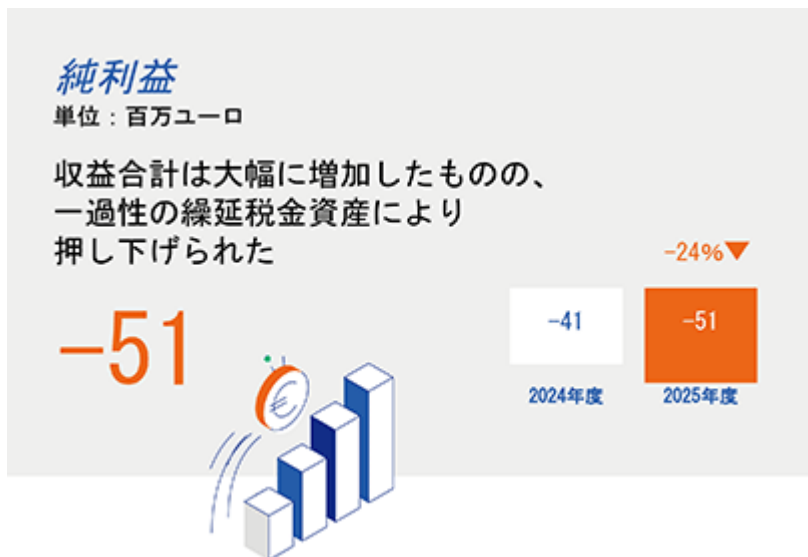 純利益
単位：百万ユーロ
収益合計は大幅に増加したものの、
一過性の繰延税金資産により
押し下げられた
-24%▼
-51
-41
-51
2024年度
2025年度